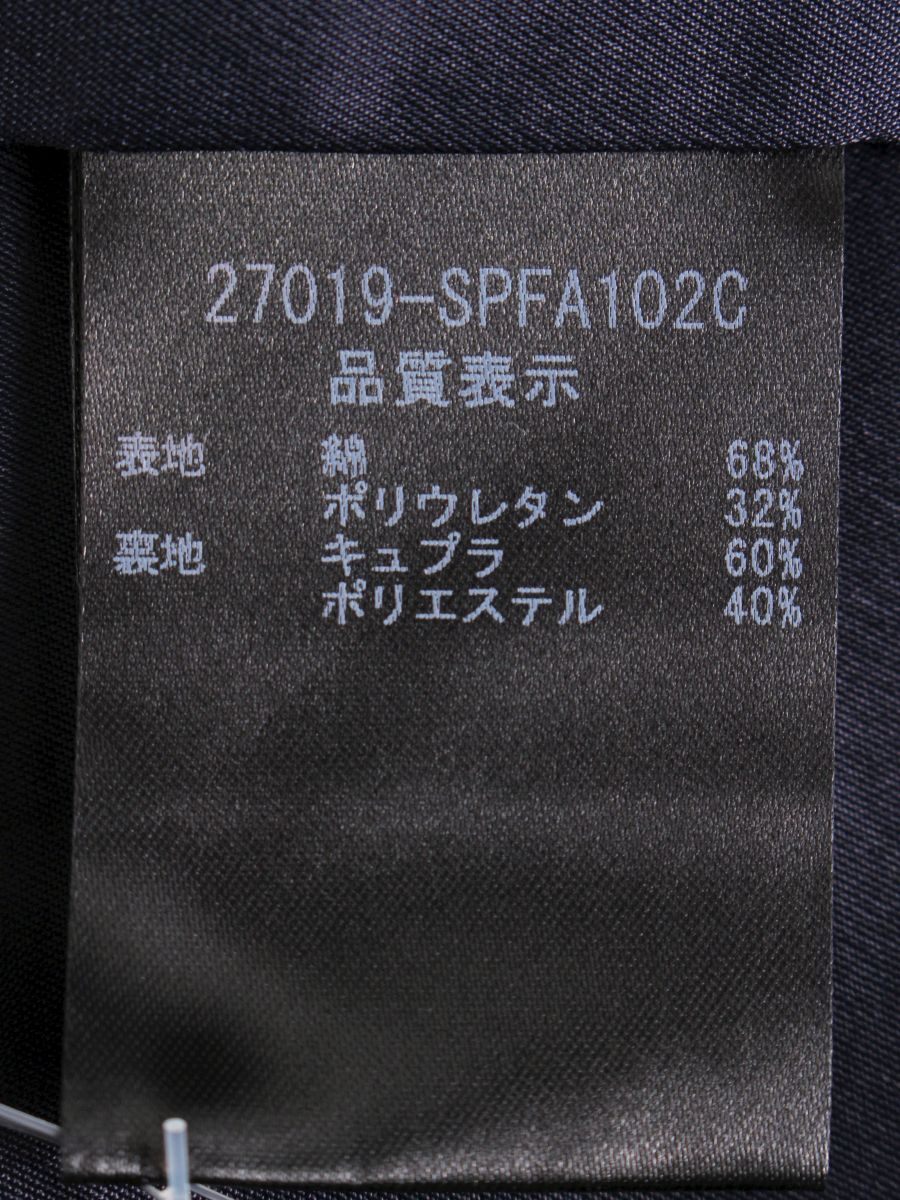 27019-SPFA102C
品質表示
表地 綿 68%
ポリウレタン 32%
裏地 キュプラ 60%
ポリエステル 40%